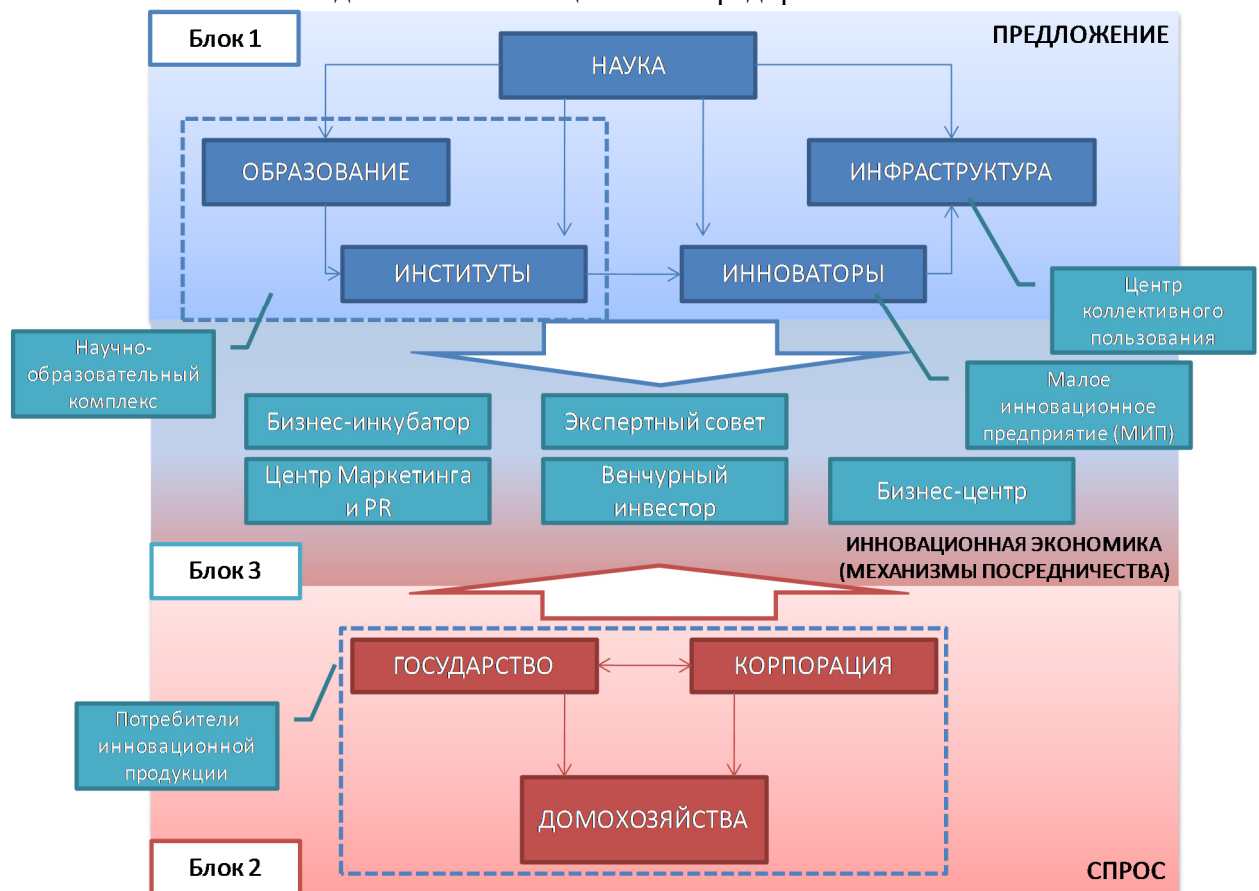 Блок 1
ПРЕДЛОЖЕНИЕ
НАУКА
ОБРАЗОВАНИЕ
ИНФРАСТРУКТУРА
ИНСТИТУТЫ
ИННОВАТОРЫ
Центр
коллективного
пользования
Научно-
образовательный
комплекс
Малое
инновационное
предприятие (МИП)
Бизнес-инкубатор
Экспертный совет
Центр Маркетинга
и PR
Венчурный
инвестор
Бизнес-центр
ИННОВАЦИОННАЯ ЭКОНОМИКА
(МЕХАНИЗМЫ ПОСРЕДНИЧЕСТВА)
Блок 3
ГОСУДАРСТВО
КОРПОРАЦИЯ
Потребители
инновационной
продукции
ДОМОХОЗЯЙСТВА
Блок 2
СПРОС